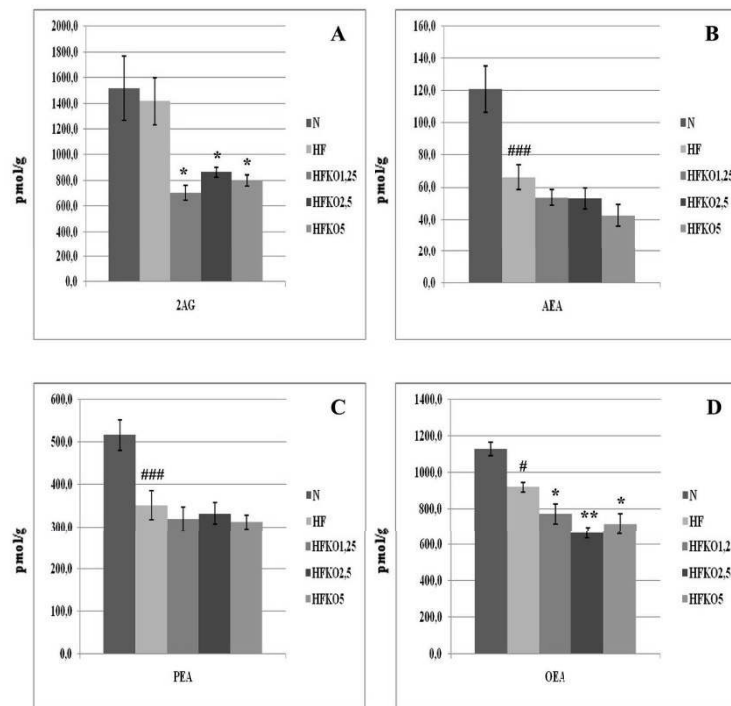 A
2000,0
1800,0
1600,0
1400,0
1200,0
1000,0
800,0
600,0
400,0
200,0
0,0
pmol/g
* * *
2AG
N
HF
HFKO1,25
HFKO2,5
HFKO5
B
160,0
140,0
120,0
100,0
80,0
60,0
40,0
20,0
0,0
pmol/g
###
AEA
N
HF
HFKO1,25
HFKO2,5
HFKO5
C
600,0
500,0
400,0
300,0
200,0
100,0
0,0
pmol/g
###
PEA
N
HF
HFKO1,25
HFKO2,5
HFKO5
D
1400,0
1200,0
1000,0
800,0
600,0
400,0
200,0
0,0
pmol/g
# * ** *
OEA
N
HF
HFKO1,25
HFKO2,5
HFKO5